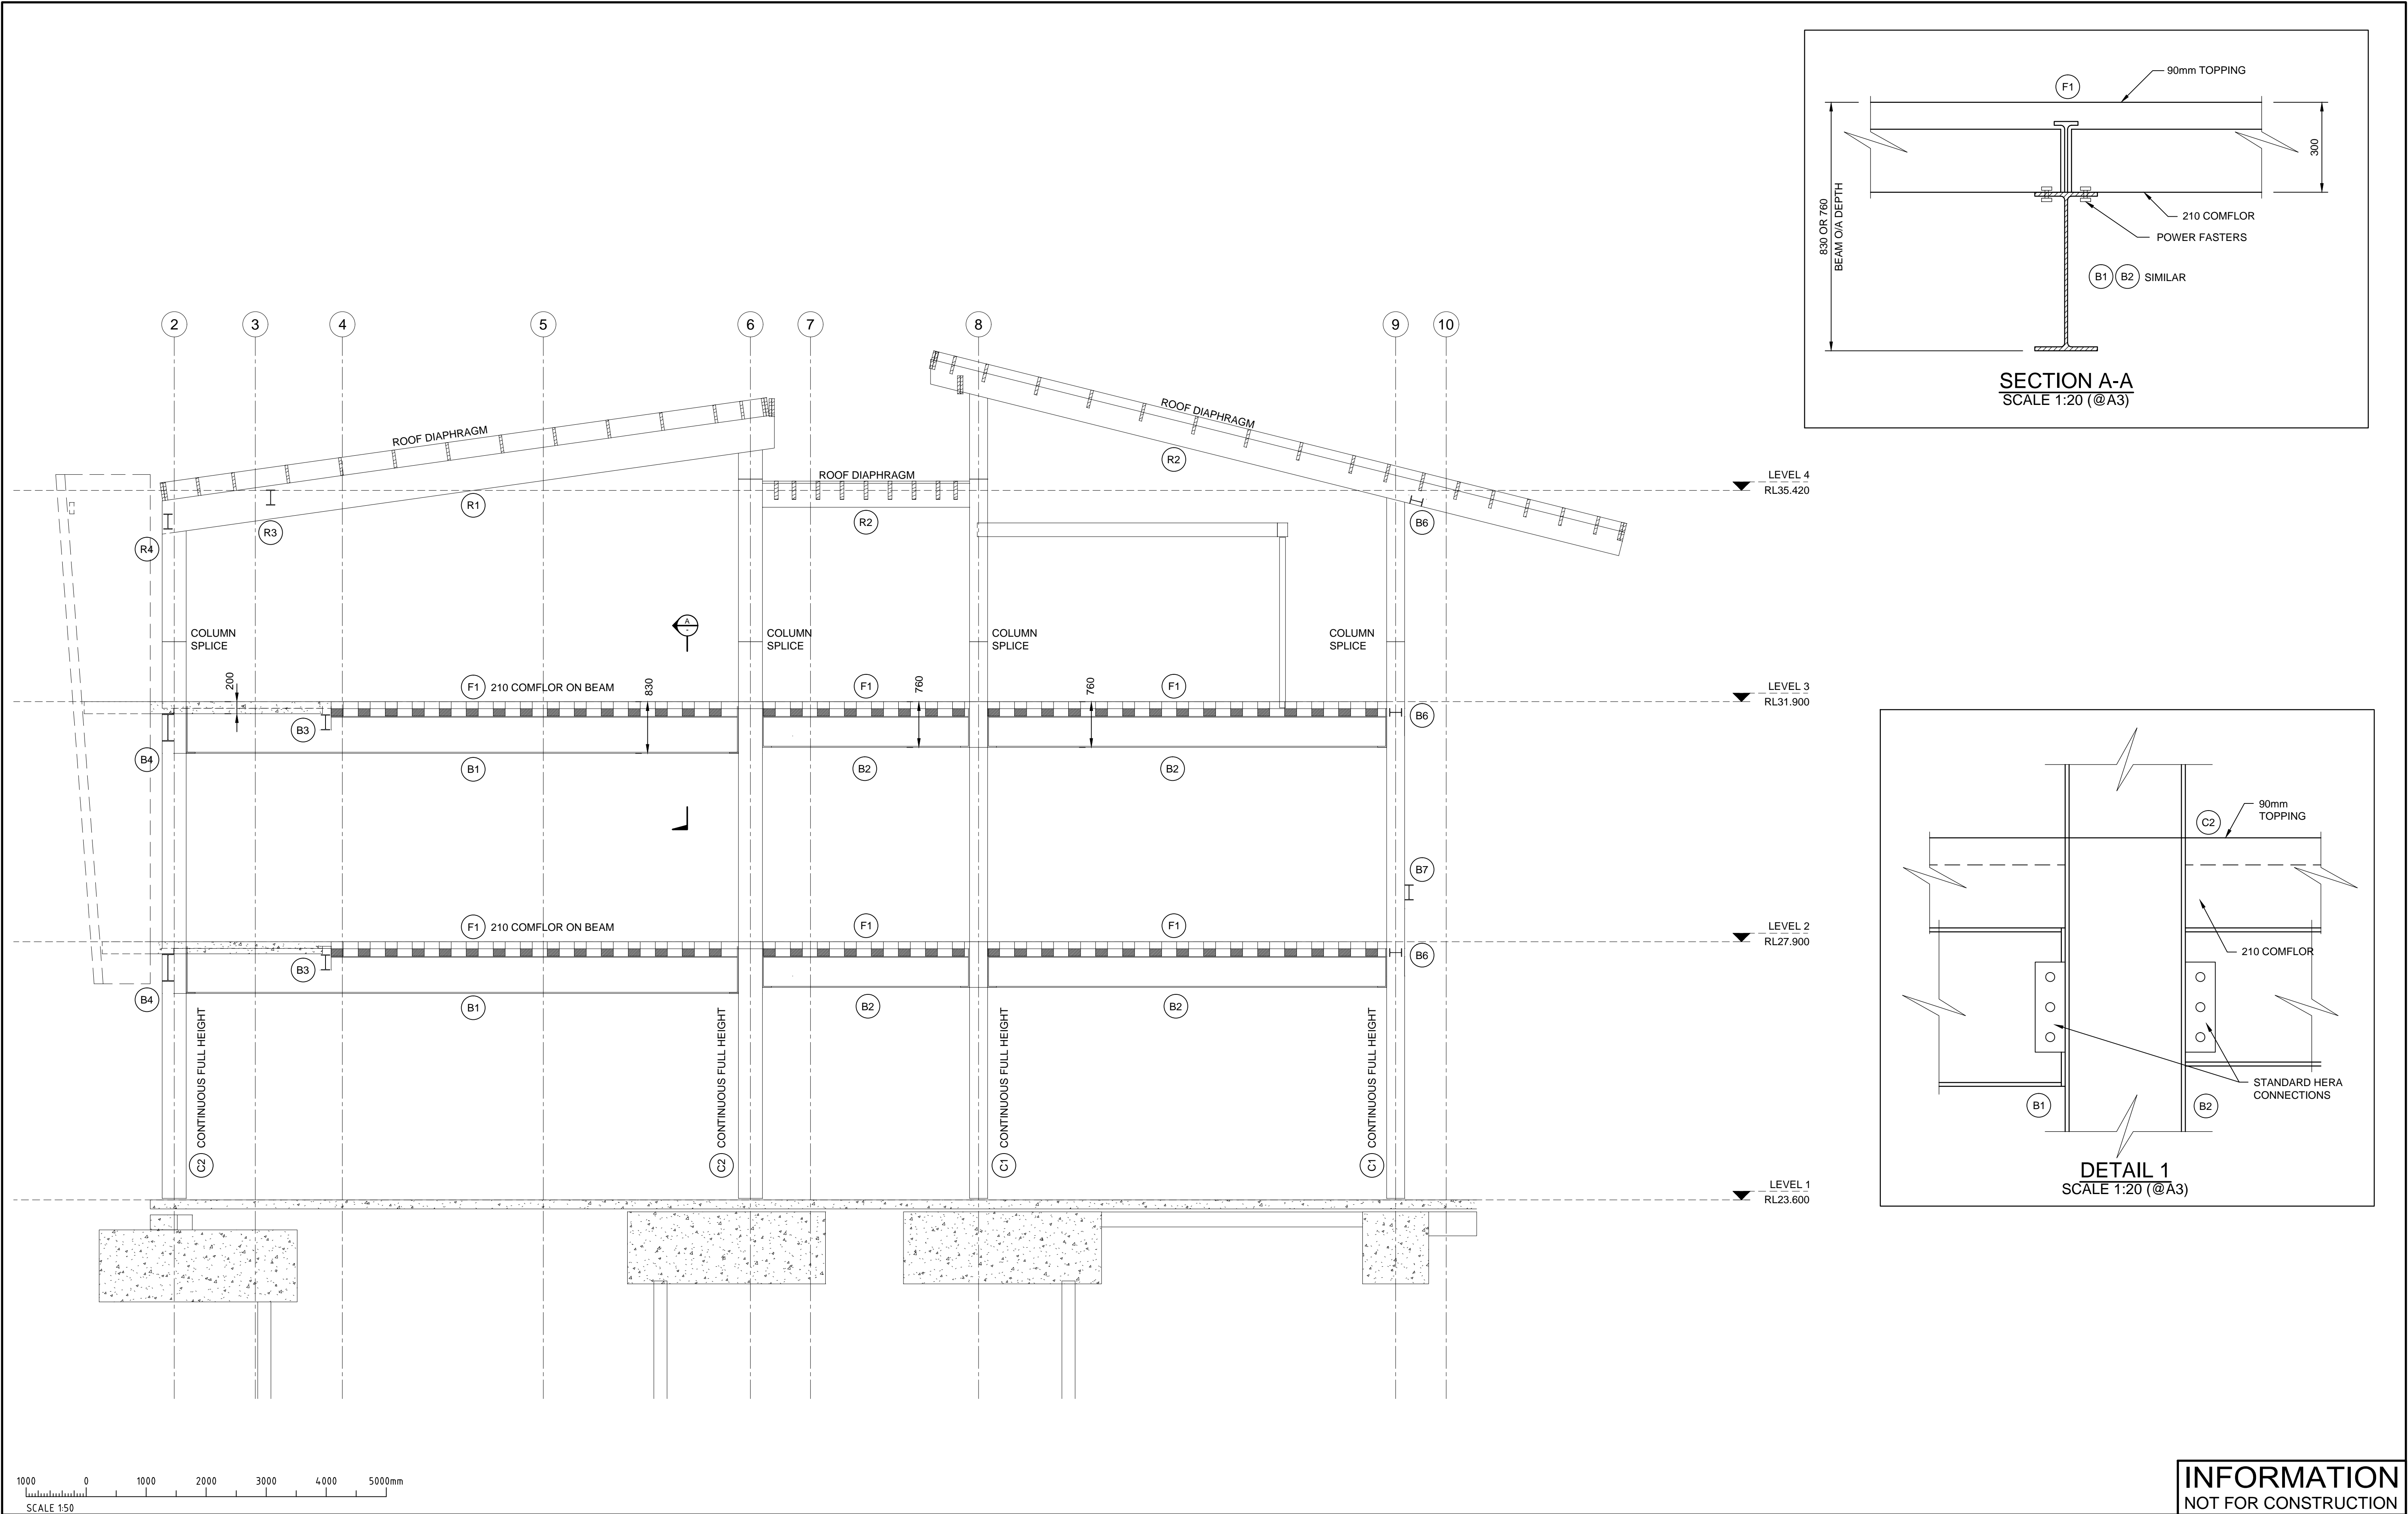 90mm TOPPING
F1
300
830 OR 760
BEAM O/A DEPTH
210 COMFLOR
POWER FASTERS
B1 B2 SIMILAR
SECTION A-A
SCALE 1:20 (@A3)
2 3 4 5 6 7 8 9 10
ROOF DIAPHRAGM
ROOF DIAPHRAGM
ROOF DIAPHRAGM
R2
R1
R2
R3
R4
B6
LEVEL 4
RL35.420
A
-
COLUMN
SPLICE
COLUMN
SPLICE
COLUMN
SPLICE
COLUMN
SPLICE
200
F1 210 COMFLOR ON BEAM
830
F1
760
760
F1
LEVEL 3
RL31.900
B3
B6
B4
B1
B2
B2
B7
F1 210 COMFLOR ON BEAM
F1
F1
LEVEL 2
RL27.900
B3
B6
B4
B1
B2
B2
C2 CONTINUOUS FULL HEIGHT
C2 CONTINUOUS FULL HEIGHT
C1 CONTINUOUS FULL HEIGHT
C1 CONTINUOUS FULL HEIGHT
LEVEL 1
RL23.600
90mm
TOPPING
C2
210 COMFLOR
STANDARD HERA
CONNECTIONS
B1
B2
DETAIL 1
SCALE 1:20 (@A3)
1000 0 1000 2000 3000 4000 5000mm
SCALE 1:50
INFORMATION
NOT FOR CONSTRUCTION